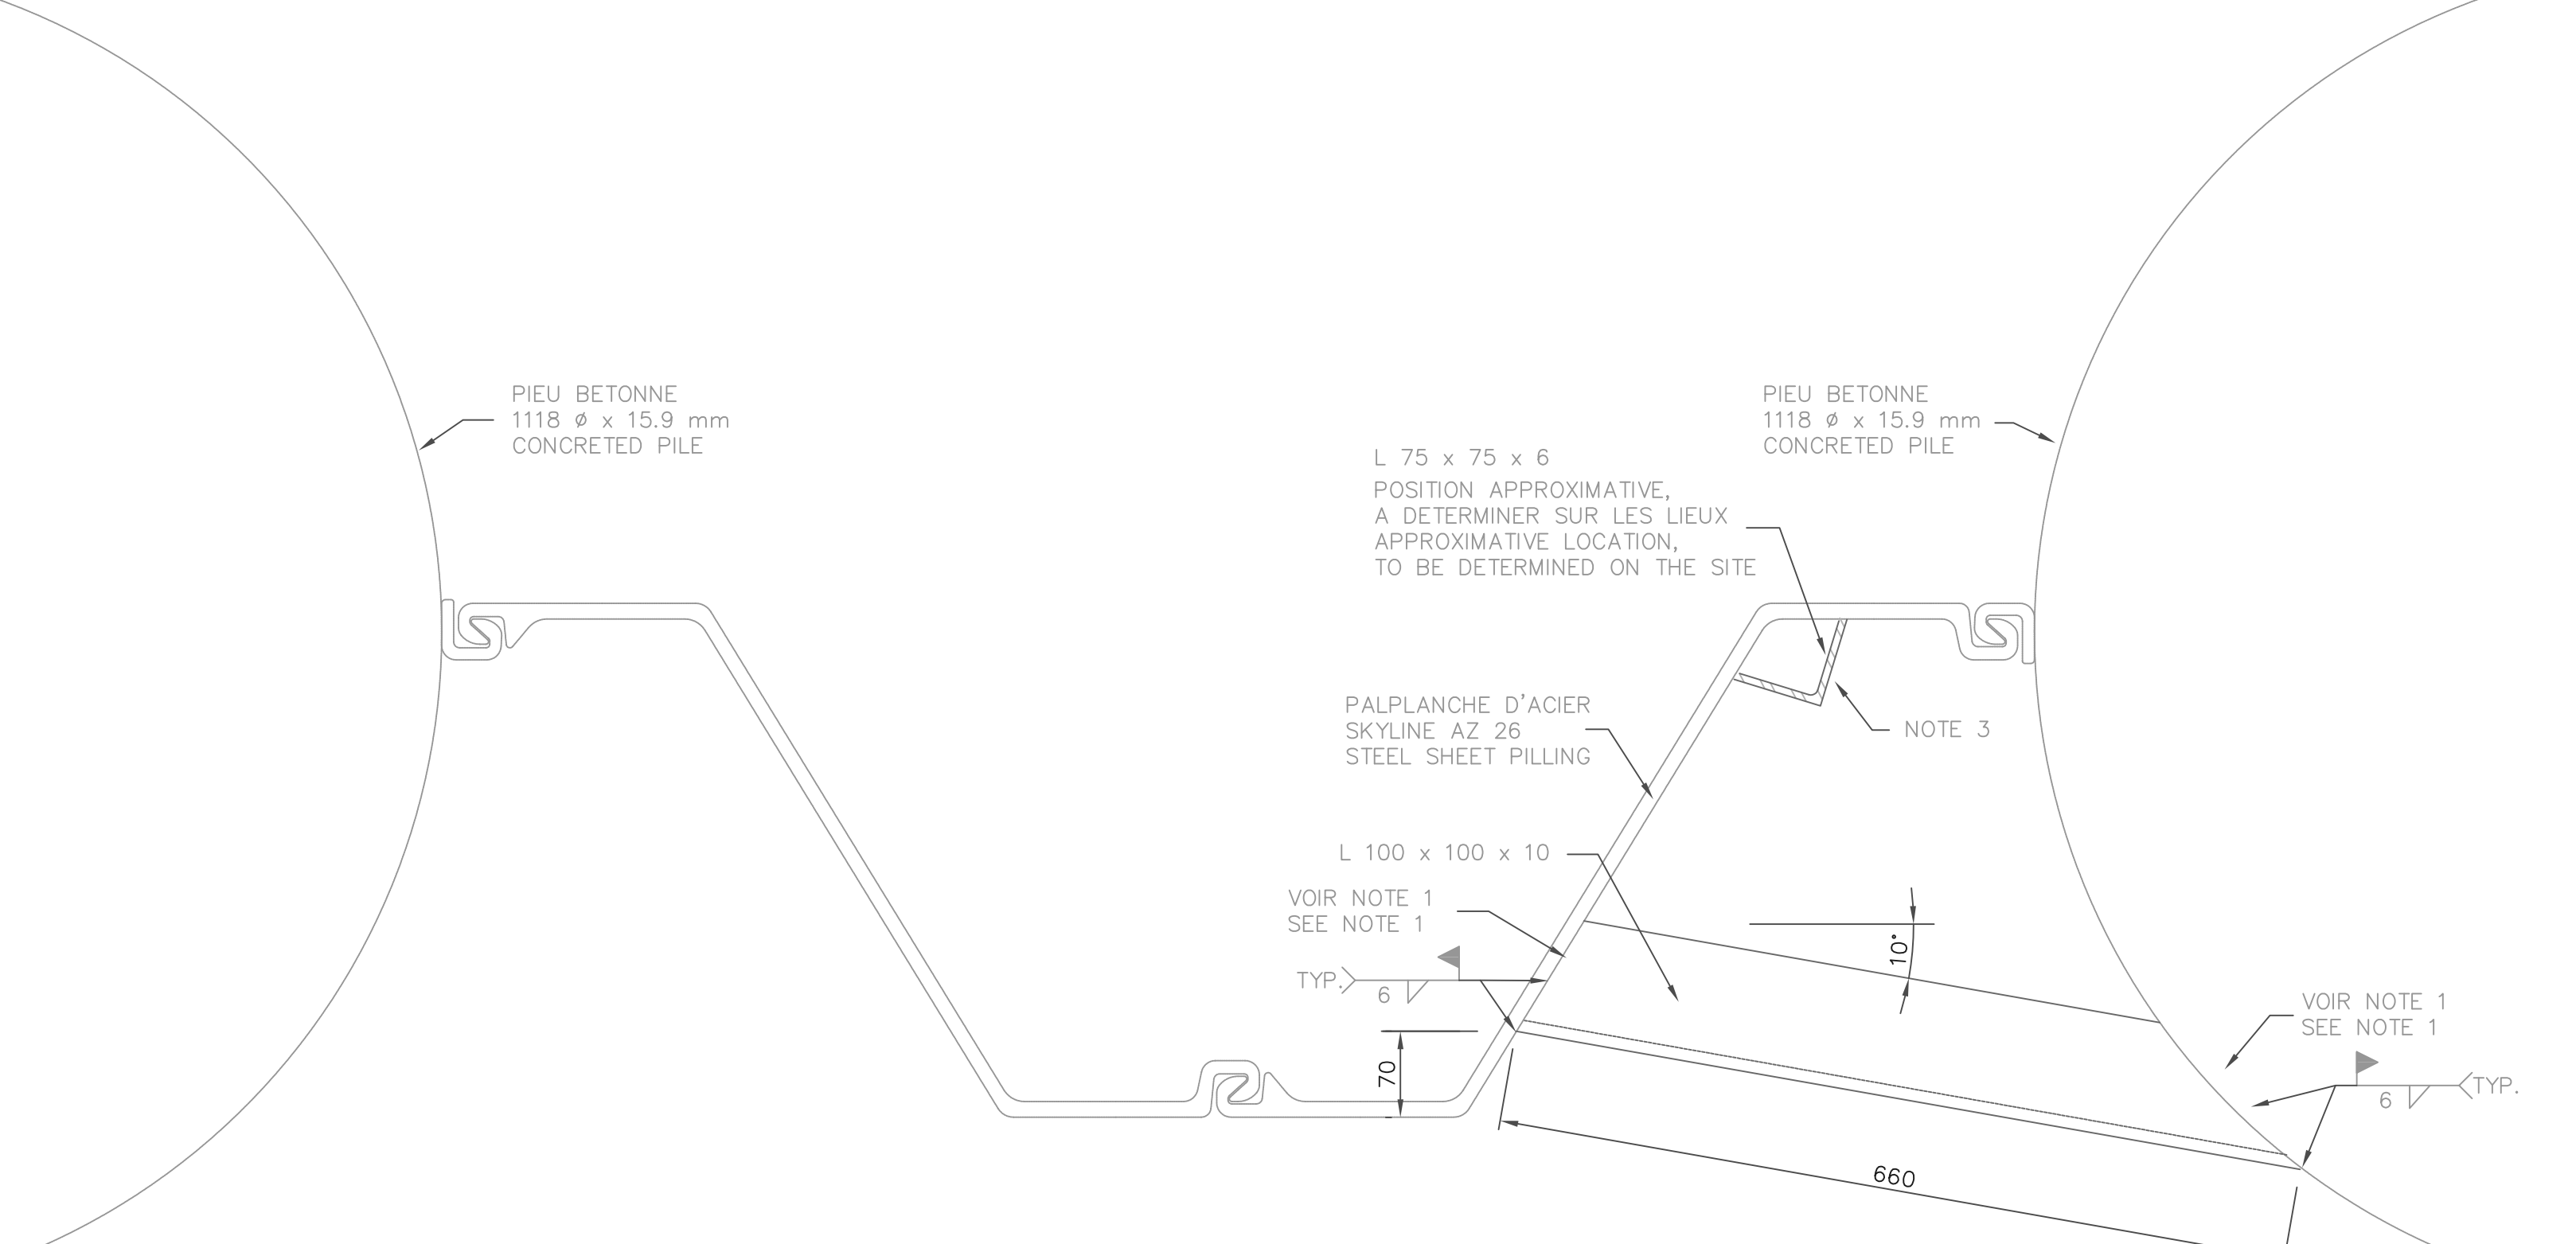 PIEU BETONNE
1118 ø x 15.9 mm
CONCRETED PILE
PIEU BETONNE
1118 ø x 15.9 mm
CONCRETED PILE
L 75 x 75 x 6
POSITION APPROXIMATIVE,
A DETERMINER SUR LES LIEUX
APPROXIMATIVE LOCATION,
TO BE DETERMINED ON THE SITE
PALPLANCHE D'ACIER
SKYLINE AZ 26
STEEL SHEET PILLING
NOTE 3
L 100 x 100 x 10
VOIR NOTE 1
SEE NOTE 1
10°
TYP.
6
VOIR NOTE 1
SEE NOTE 1
70
6
TYP.
660